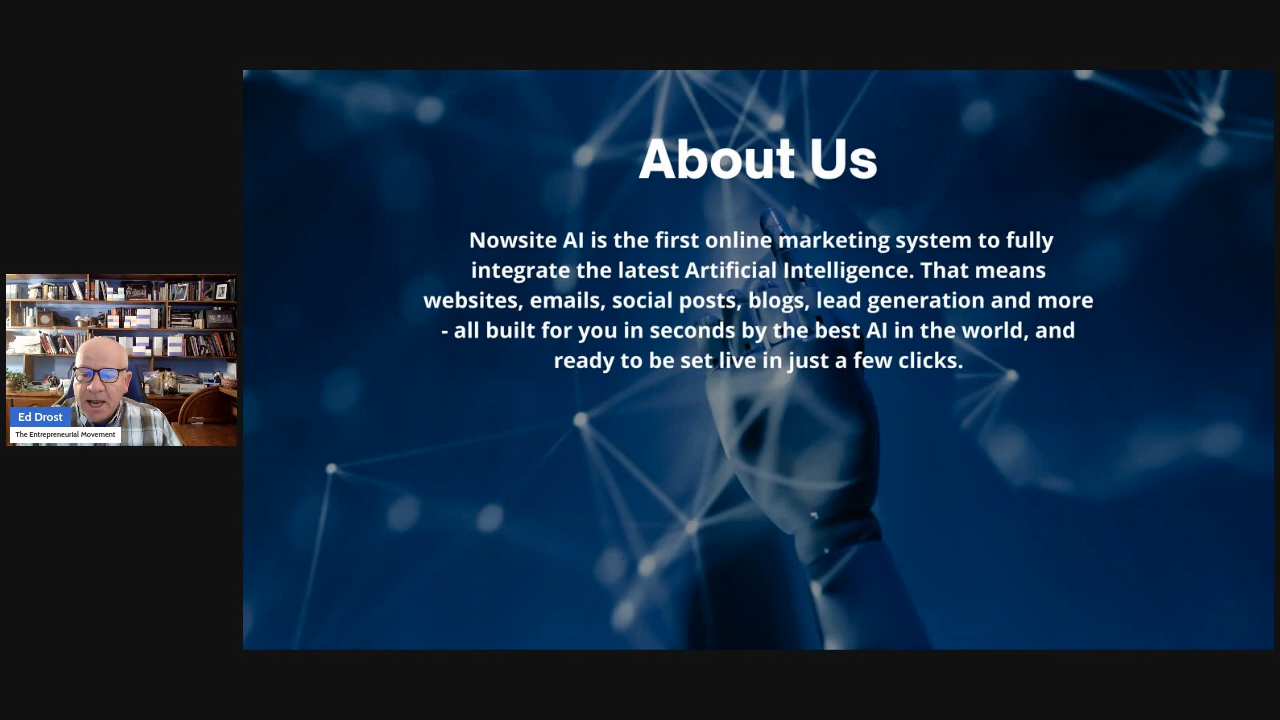 About Us
Nowsite AI is the first online marketing system to fully
integrate the latest Artificial Intelligence. That means
websites, emails, social posts, blogs, lead generation and more
- all built for you in seconds by the best AI in the world, and
ready to be set live in just a few clicks.
Ed Drost
The Entrepreneurial Movement